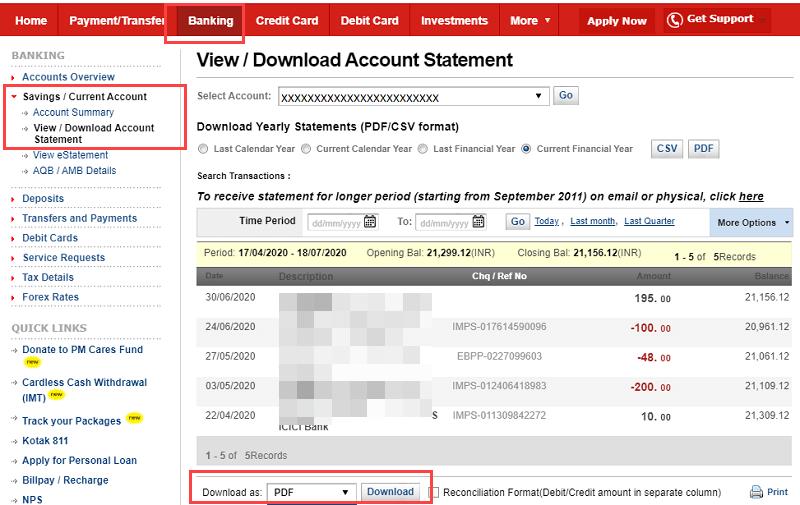 Home Payment/Transfer Banking Credit Card Debit Card Investments More Apply Now Get Support
BANKING
Accounts Overview
Savings / Current Account
Account Summary
View / Download Account
Statement
View eStatement
AQB / AMB Details
Deposits
Transfers and Payments
Debit Cards
Service Requests
Tax Details
Forex Rates
QUICK LINKS
Donate to PM Cares Fund
new
Cardless Cash Withdrawal
(IMT) new
Track your Packages new
Kotak 811
Apply for Personal Loan
Billpay / Recharge
NPS
View / Download Account Statement
Select Account: XXXXXXXXXXXXXXXXXXXXXXXX Go
Download Yearly Statements (PDF/CSV format)
Last Calendar Year Current Calendar Year Last Financial Year Current Financial Year CSV PDF
Search Transactions :
To receive statement for longer period (starting from September 2011) on email or physical, click here
Time Period dd/mm/yyyy To: dd/mm/yyyy Go Today, Last month, Last Quarter More Options
Period: 17/04/2020 - 18/07/2020 Opening Bal: 21,299.12(INR) Closing Bal: 21,156.12(INR) 1 - 5 of 5Records
Date Description Chq / Ref No Amount Balance
30/06/2020 195.00 21,156.12
24/06/2020 IMPS-017614590096 -100.00 20,961.12
27/05/2020 EBPP-0227099603 -48.00 21,061.12
03/05/2020 IMPS-012406418983 -200.00 21,109.12
22/04/2020 S IMPS-011309842272 10.00 21,309.12
ICICI Bank
1 - 5 of 5Records
Download as: PDF Download Reconciliation Format(Debit/Credit amount in separate column) Print